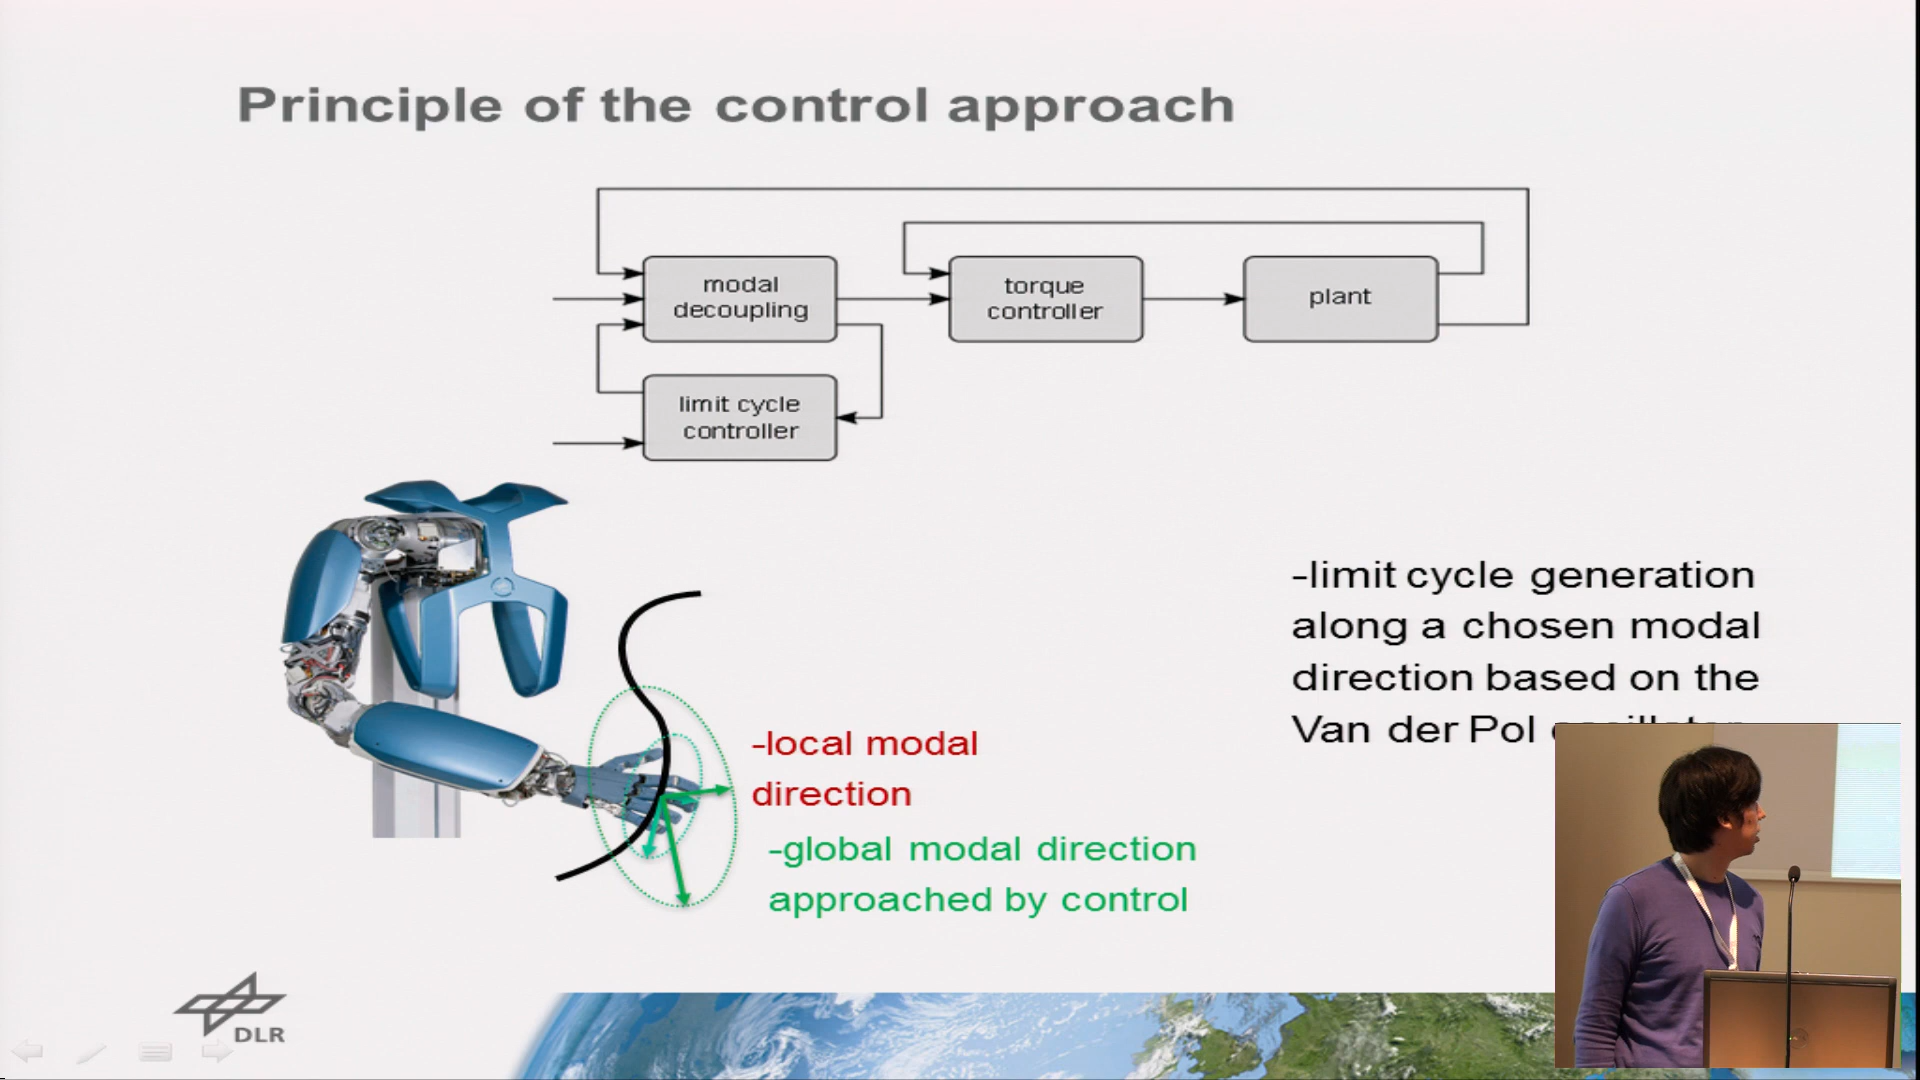 Principle of the control approach
modal
decoupling
torque
controller
plant
limit cycle
controller
-limit cycle generation
along a chosen modal
direction based on the
Van der Pol
-local modal
direction
-global modal direction
approached by control
DLR